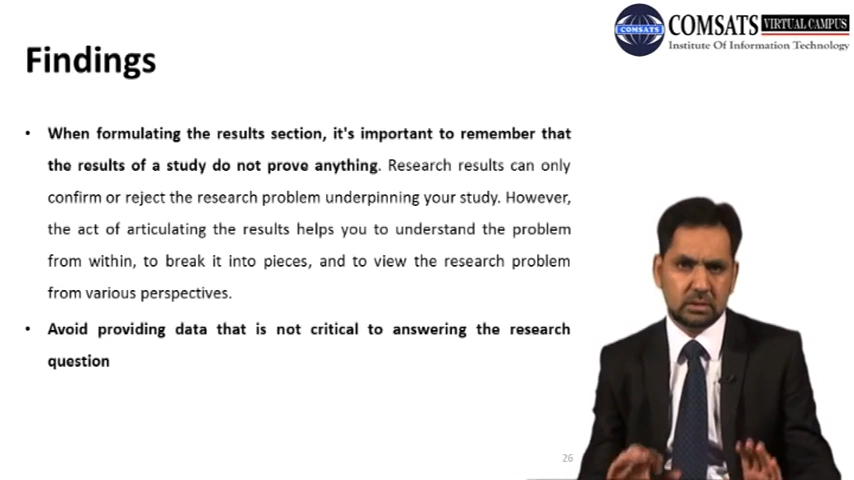 COMSATS
COMSATS VIRTUAL CAMPUS
Institute Of Information Technology
Findings
• When formulating the results section, it's important to remember that
the results of a study do not prove anything. Research results can only
confirm or reject the research problem underpinning your study. However,
the act of articulating the results helps you to understand the problem
from within, to break it into pieces, and to view the research problem
from various perspectives.
• Avoid providing data that is not critical to answering the research
question
26